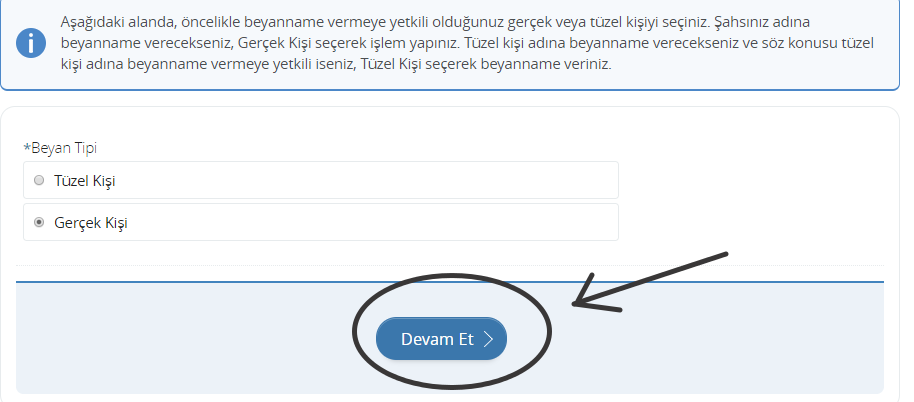 Aşağıdaki alanda, öncelikle beyanname vermeye yetkili olduğunuz gerçek veya tüzel kişiyi seçiniz. Şahsınız adına
beyanname verecekseniz, Gerçek Kişi seçerek işlem yapınız. Tüzel kişi adına beyanname verecekseniz ve söz konusu tüzel
kişi adına beyanname vermeye yetkili iseniz, Tüzel Kişi seçerek beyanname veriniz.
*Beyan Tipi
Tüzel Kişi
Gerçek Kişi
Devam Et